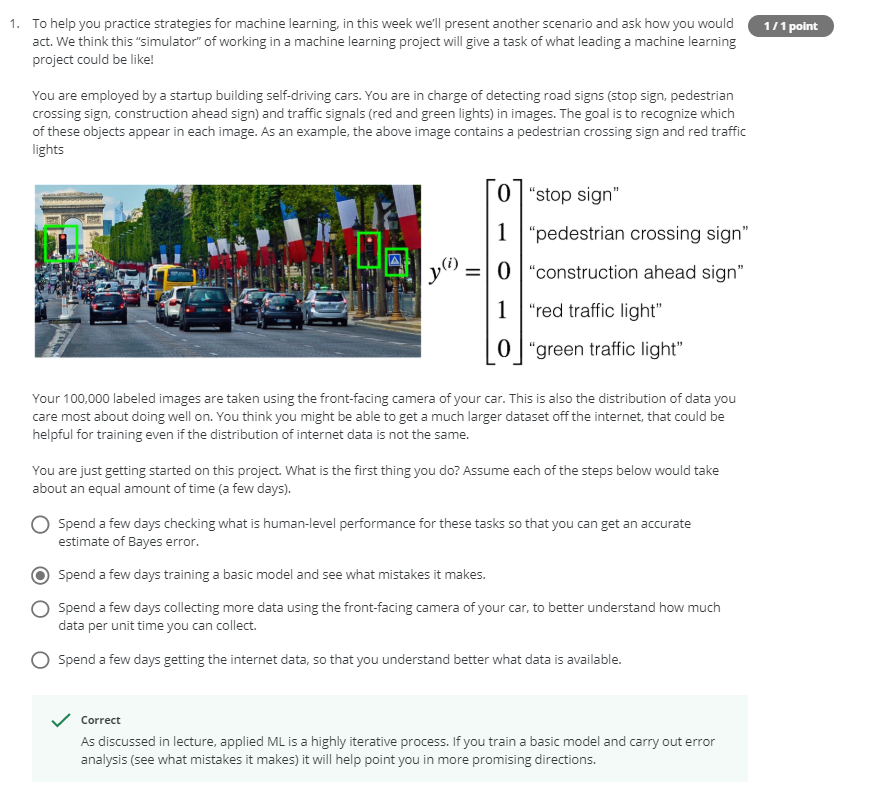 1. To help you practice strategies for machine learning, in this week we'll present another scenario and ask how you would
1 / 1 point
act. We think this "simulator" of working in a machine learning project will give a task of what leading a machine learning
project could be like!
You are employed by a startup building self-driving cars. You are in charge of detecting road signs (stop sign, pedestrian
crossing sign, construction ahead sign) and traffic signals (red and green lights) in images. The goal is to recognize which
of these objects appear in each image. As an example, the above image contains a pedestrian crossing sign and red traffic
lights
0 "stop sign"
1 "pedestrian crossing sign"
y(i) = 0 "construction ahead sign"
1 "red traffic light"
0 "green traffic light"
Your 100,000 labeled images are taken using the front-facing camera of your car. This is also the distribution of data you
care most about doing well on. You think you might be able to get a much larger dataset off the internet, that could be
helpful for training even if the distribution of internet data is not the same.
You are just getting started on this project. What is the first thing you do? Assume each of the steps below would take
about an equal amount of time (a few days).
Spend a few days checking what is human-level performance for these tasks so that you can get an accurate
estimate of Bayes error.
Spend a few days training a basic model and see what mistakes it makes.
Spend a few days collecting more data using the front-facing camera of your car, to better understand how much
data per unit time you can collect.
Spend a few days getting the internet data, so that you understand better what data is available.
Correct
As discussed in lecture, applied ML is a highly iterative process. If you train a basic model and carry out error
analysis (see what mistakes it makes) it will help point you in more promising directions.